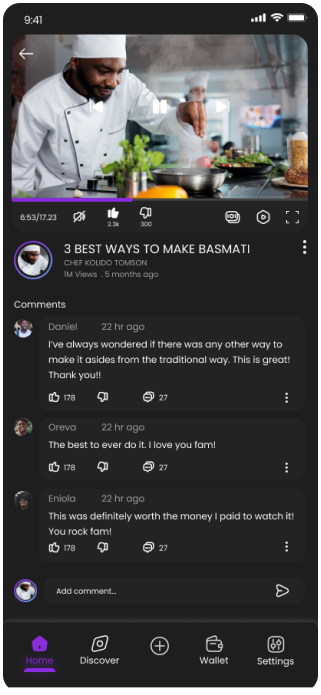 9:41
6:53/17.23
2.3k
300
3 BEST WAYS TO MAKE BASMATI
CHEF KOLIDO TOMSON
1M Views . 5 months ago
Comments
Daniel 22 hr ago
I've always wondered if there was any other way to
make it asides from the traditional way. This is great!
Thank you!!
178 27
Oreva 22 hr ago
The best to ever do it. I love you fam!
178 27
Eniola 22 hr ago
This was definitely worth the money I paid to watch it!
You rock fam!
178 27
Add comment...
Home Discover Wallet Settings